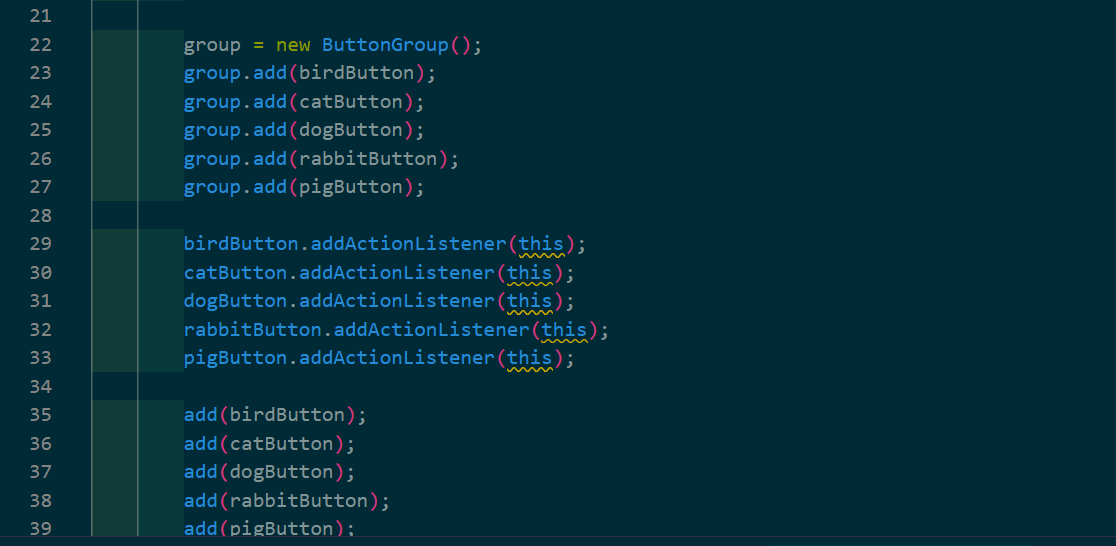 21
22 group = new ButtonGroup();
23 group.add(birdButton);
24 group.add(catButton);
25 group.add(dogButton);
26 group.add(rabbitButton);
27 group.add(pigButton);
28
29 birdButton.addActionListener(this);
30 catButton.addActionListener(this);
31 dogButton.addActionListener(this);
32 rabbitButton.addActionListener(this);
33 pigButton.addActionListener(this);
34
35 add(birdButton);
36 add(catButton);
37 add(dogButton);
38 add(rabbitButton);
39 add(pigButton);